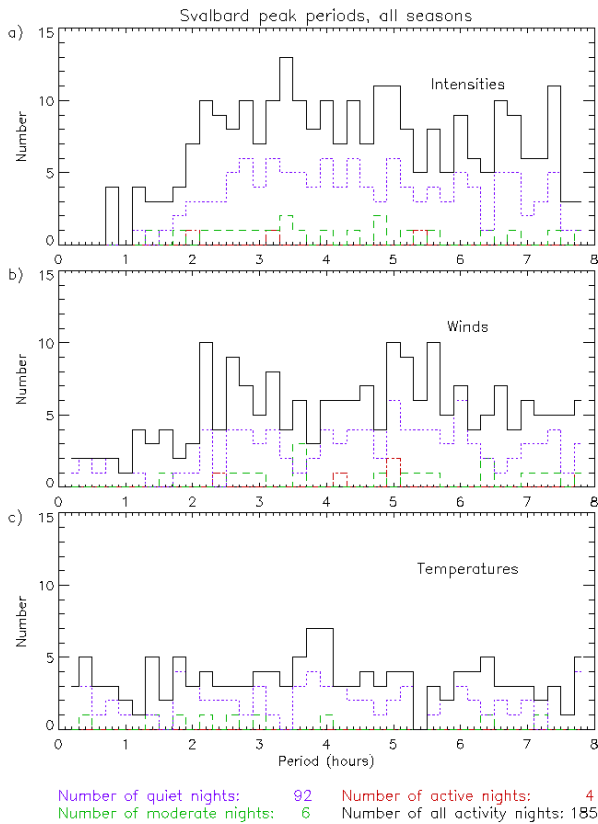 Svalbard peak periods, all seasons
a)
15
10
5
0
Number
Intensities
0 1 2 3 4 5 6 7 8
b)
15
10
5
0
Number
Winds
0 1 2 3 4 5 6 7 8
c)
15
10
5
0
Number
Temperatures
0 1 2 3 4 5 6 7 8
Period (hours)
Number of quiet nights: 92 Number of active nights: 4
Number of moderate nights: 6 Number of all activity nights: 185